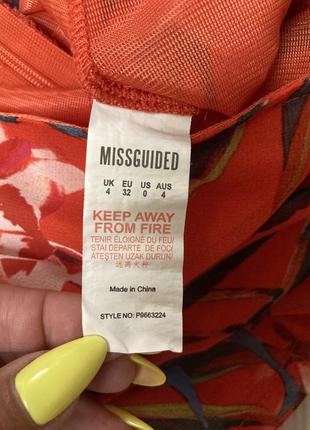 MISSGUIDED
UK EU US AUS
4 32 0 4
KEEP AWAY
FROM FIRE
TENIR ÉLOIGNÉ DU FEU/
STAI DEPARTE DE FOC/
ATEŞTEN UZAK DURUN/
远离火种
Made in China
STYLE NO: P9663224